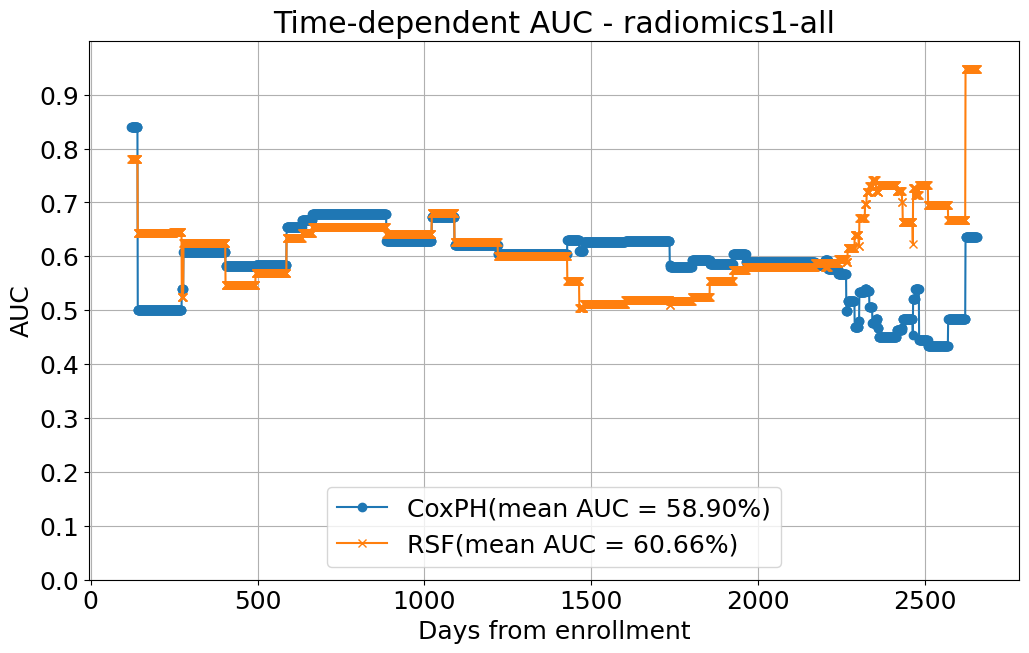 Time-dependent AUC - radiomics1-all
AUC
0.9
0.8
0.7
0.6
0.5
0.4
0.3
0.2
0.1
0.0
CoxPH(mean AUC = 58.90%)
RSF(mean AUC = 60.66%)
0 500 1000 1500 2000 2500
Days from enrollment